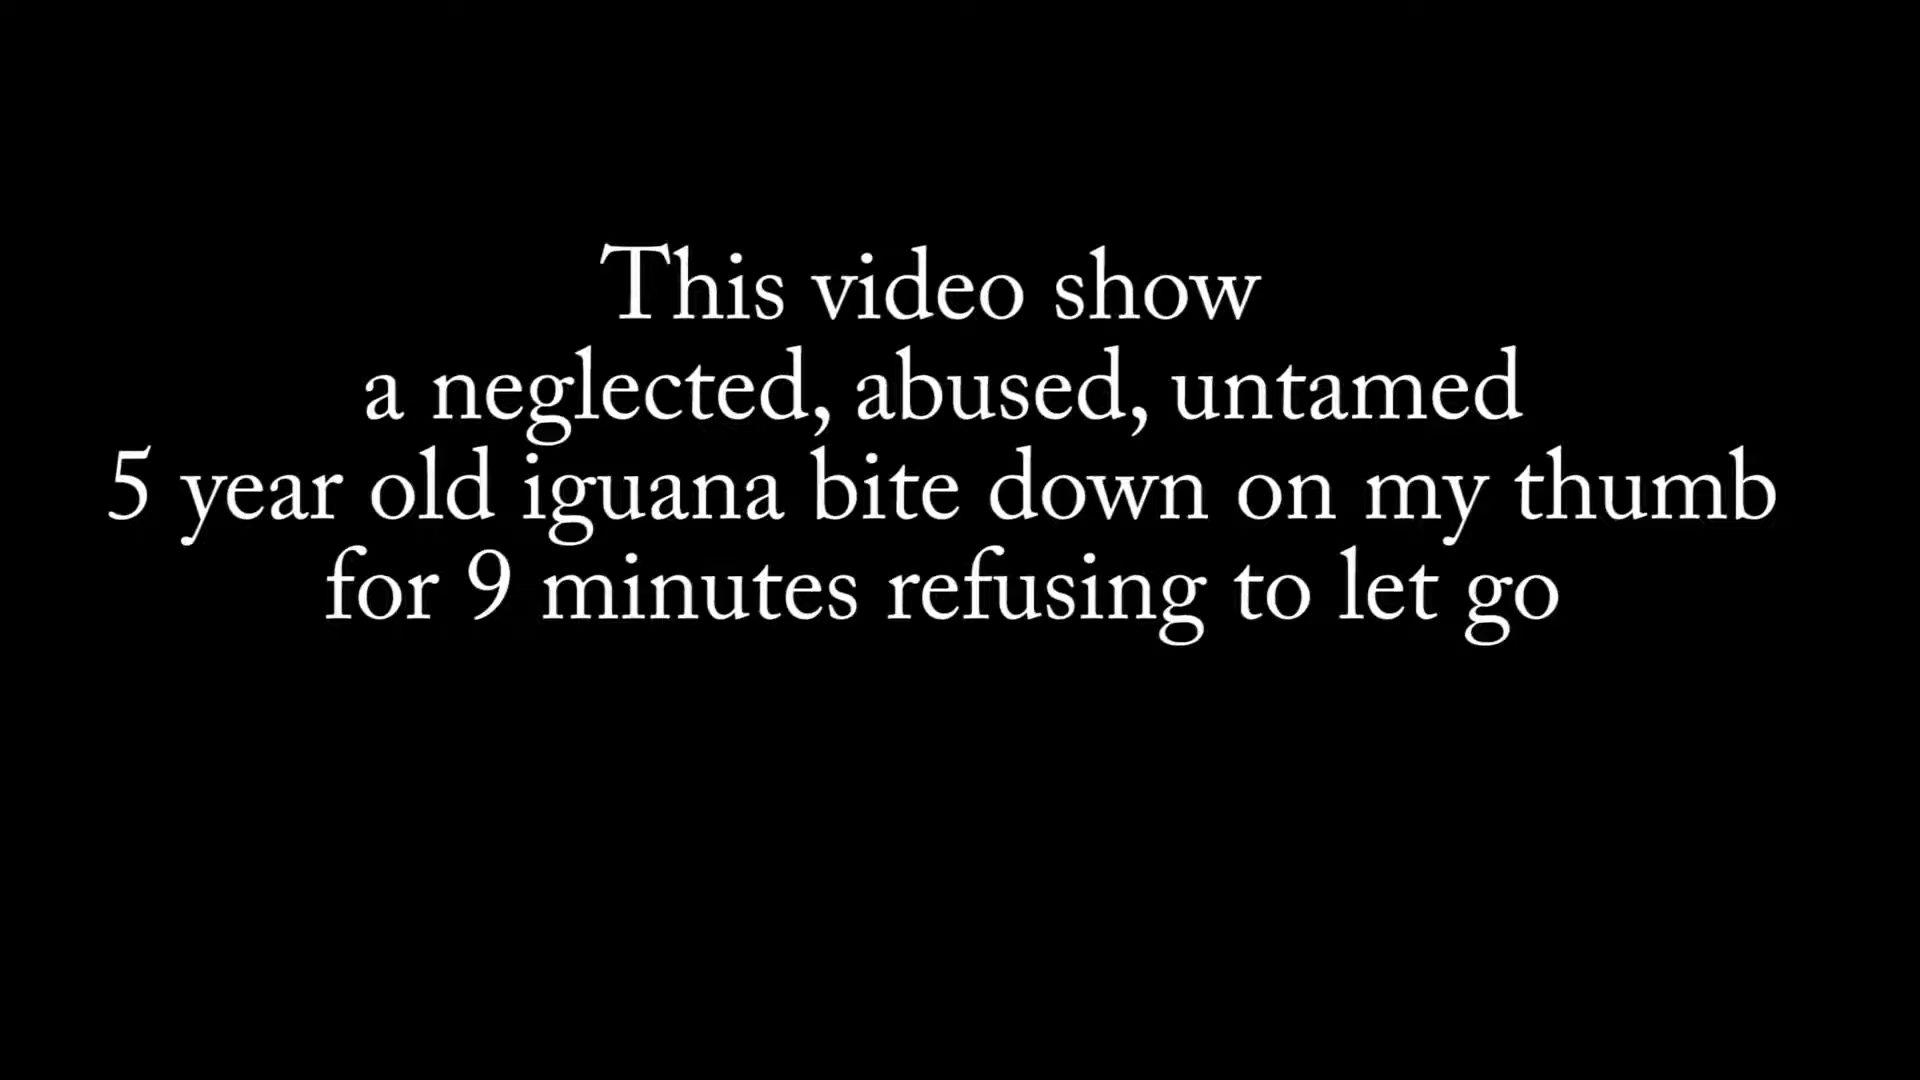 This video show
a neglected, abused, untamed
5 year old iguana bite down on my thumb
for 9 minutes refusing to let go